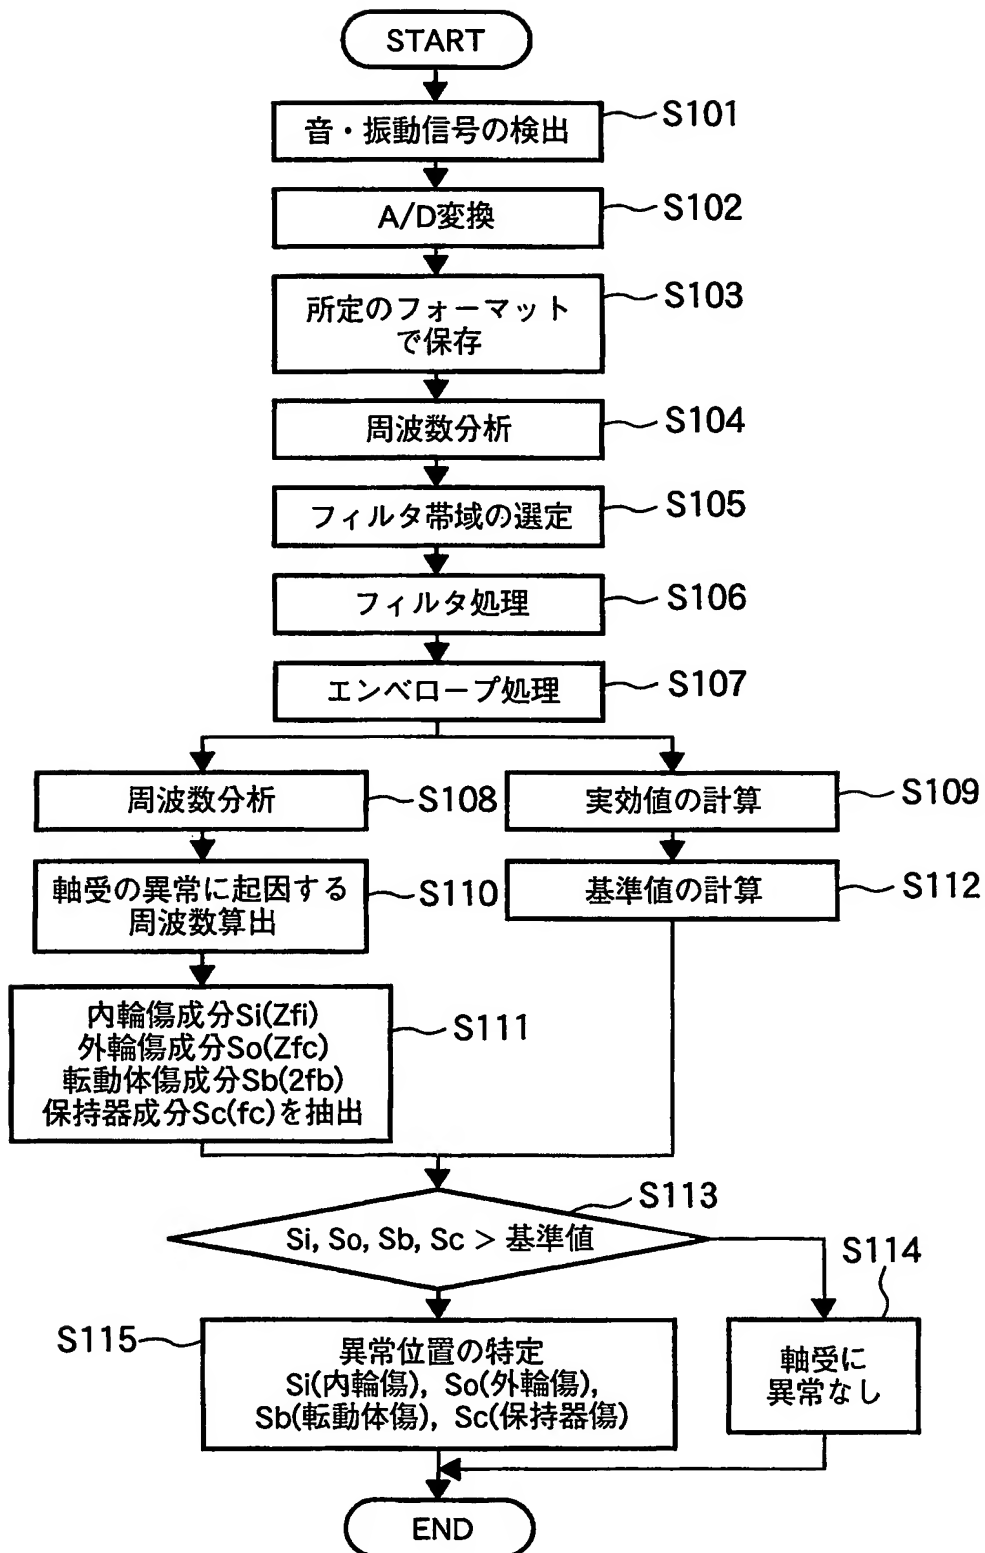 START
音・振動信号の検出
S101
A/D変換
S102
所定のフォーマット
で保存
S103
周波数分析
S104
フィルタ帯域の選定
S105
フィルタ処理
S106
エンベロープ処理
S107
周波数分析
S108
実効値の計算
S109
軸受の異常に起因する
周波数算出
S110
基準値の計算
S112
内輪傷成分Si(Zfi)
外輪傷成分So(Zfc)
転動体傷成分Sb(2fb)
保持器成分Sc(fc)を抽出
S111
S113
Si, So, Sb, Sc > 基準値
S114
軸受に
異常なし
S115
異常位置の特定
Si(内輪傷), So(外輪傷),
Sb(転動体傷), Sc(保持器傷)
END